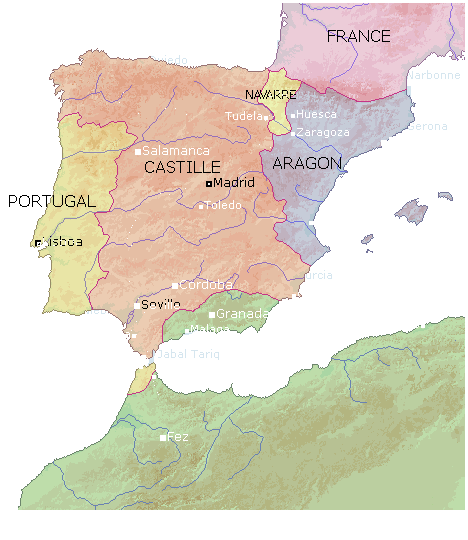 FRANCE
Narbonne
NAVARRE
Tudela
Huesca
Gerona
Zaragoza
Salamanca
CASTILLE
ARAGON
Madrid
PORTUGAL
Toledo
Lisboa
Cordoba
Sevilla
Granada
Malaga
Jabal Tariq
Fez